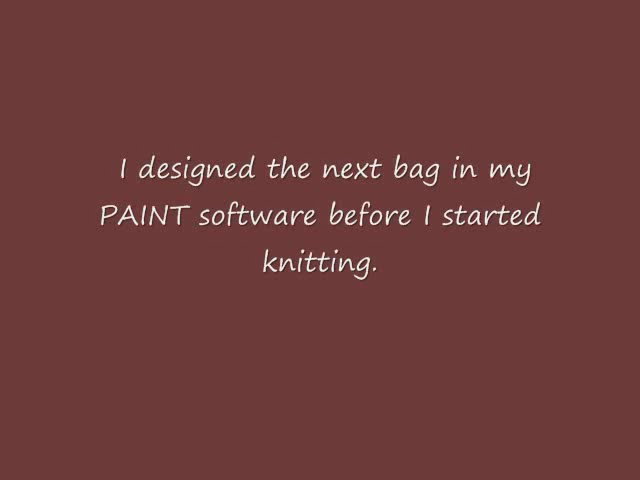 I designed the next bag in my
PAINT software before I started
knitting.